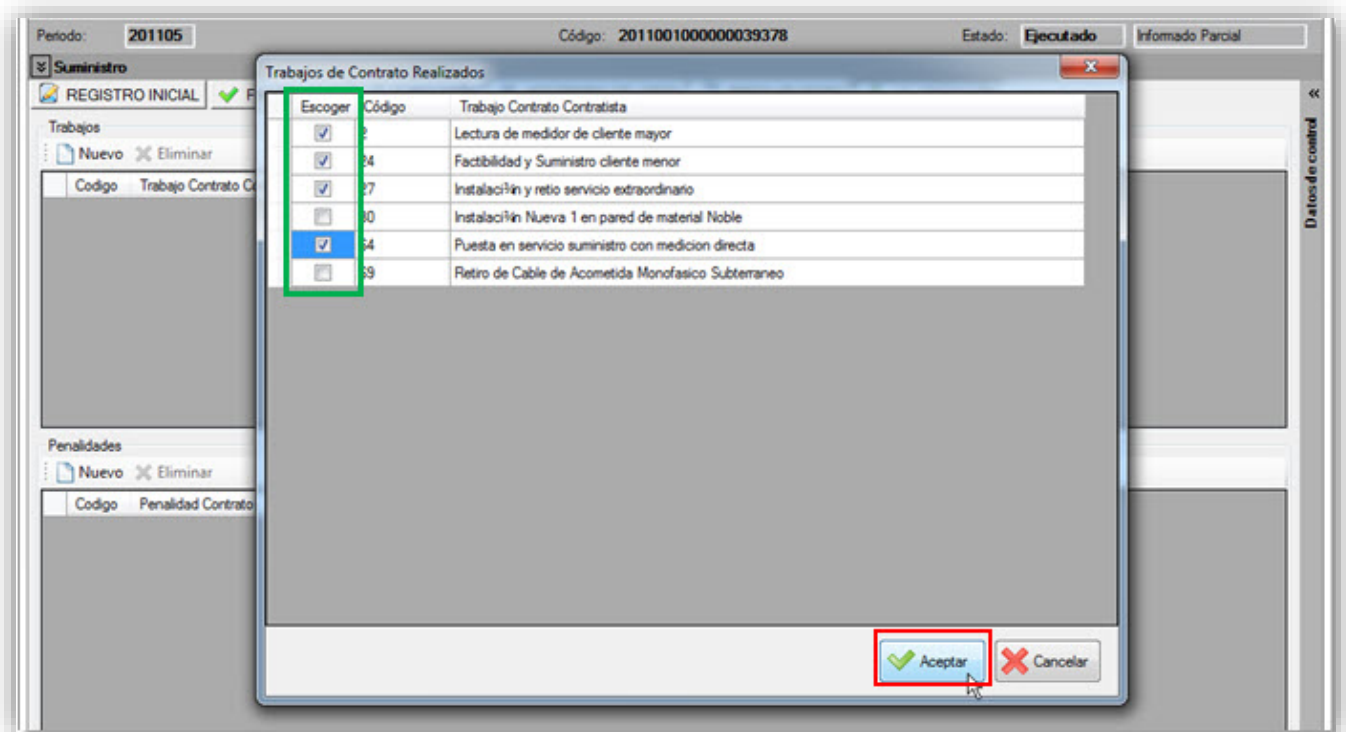 Periodo: 201105 Código: 2011001000000039378 Estado: Ejecutado Informado Parcial
Suministro
Trabajos de Contrato Realizados
REGISTRO INICIAL
Escoger Código Trabajo Contrato Contratista
Trabajos
2 Lectura de medidor de cliente mayor
Nuevo Eliminar
24 Factibilidad y Suministro cliente menor
Codigo Trabajo Contrato
27 Instalaci¾n y retio servicio extraordinario
Instalaci¾n Nueva 1 en pared de material Noble
Puesta en servicio suministro con medicion directa
Retiro de Cable de Acometida Monofasico Subterraneo
Datos de control
Penalidades
Nuevo Eliminar
Codigo Penalidad Contrato
Aceptar Cancelar